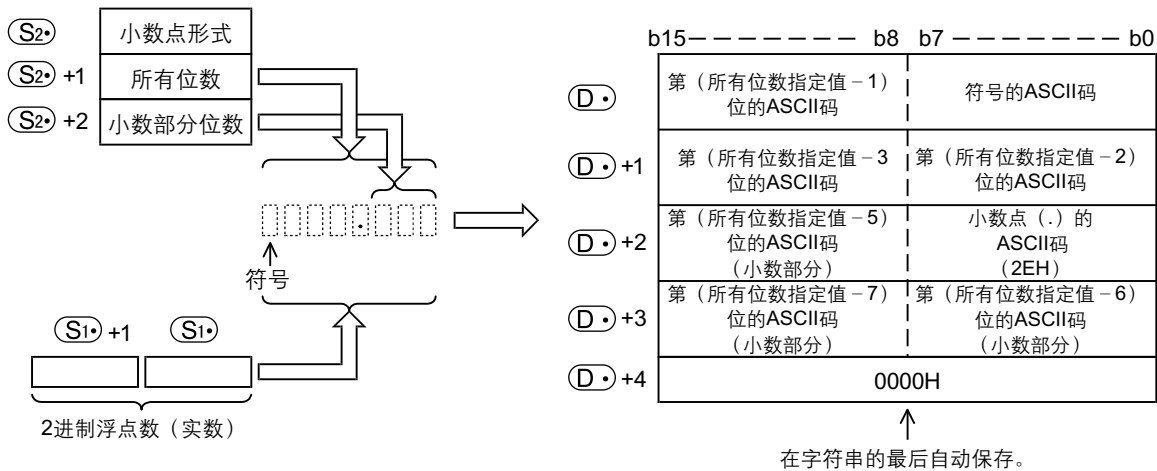 S2• 小数点形式
S2• +1 所有位数
S2• +2 小数部分位数
.
符号
S1• +1 S1•
2进制浮点数（实数）
b15－－－－－－ b8 b7－－－－－－ b0
D•
第（所有位数指定值－1）
位的ASCII码
符号的ASCII码
D• +1
第（所有位数指定值－3
位的ASCII码
第（所有位数指定值－2）
位的ASCII码
D• +2
第（所有位数指定值－5）
位的ASCII码
（小数部分）
小数点（.）的
ASCII码
（2EH）
D• +3
第（所有位数指定值－7）
位的ASCII码
（小数部分）
第（所有位数指定值－6）
位的ASCII码
（小数部分）
D• +4
0000H
在字符串的最后自动保存。